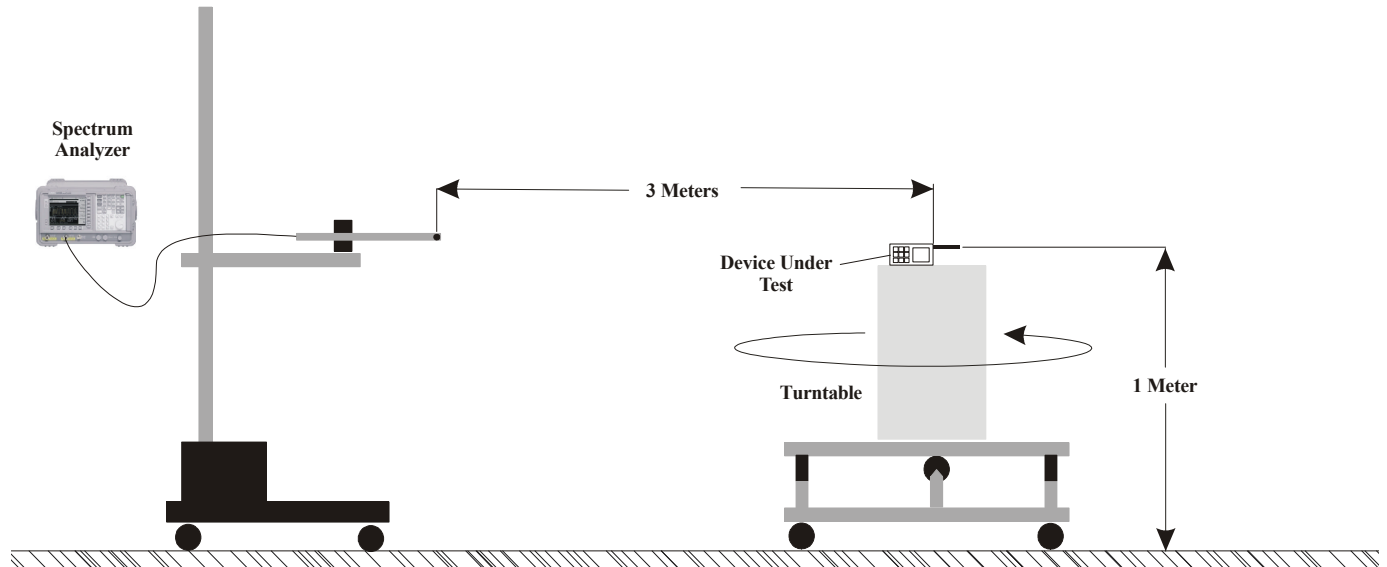 Spectrum
Analyzer
3 Meters
Device Under
Test
Turntable
1 Meter